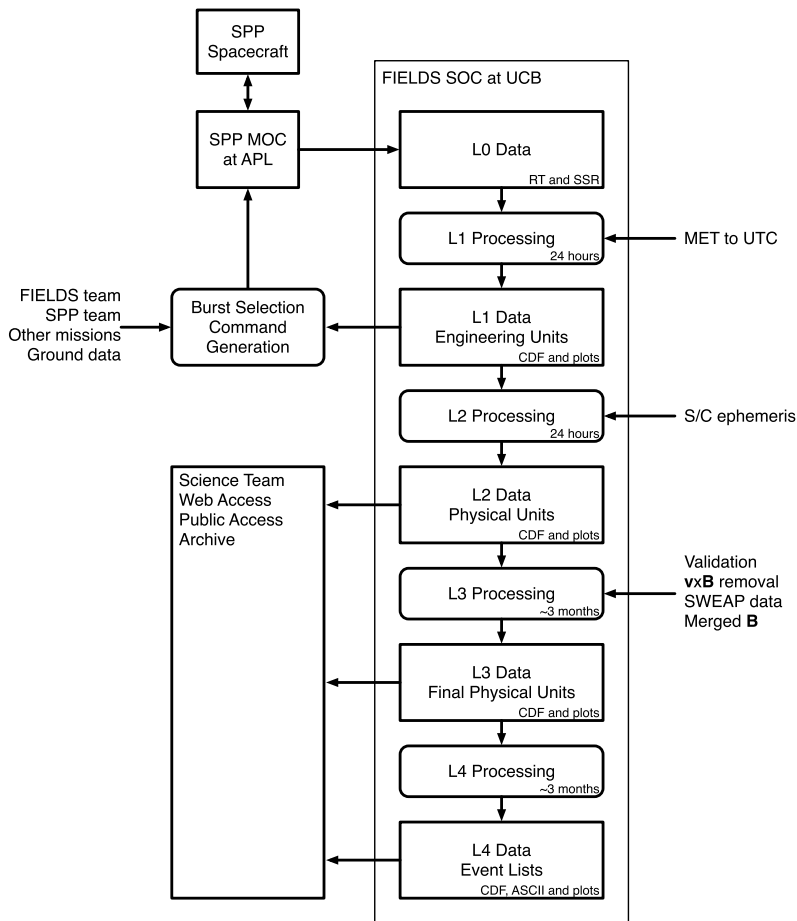 SPP
Spacecraft
SPP MOC
at APL
FIELDS SOC at UCB
L0 Data
RT and SSR
L1 Processing
24 hours
MET to UTC
FIELDS team
SPP team
Other missions
Ground data
Burst Selection
Command
Generation
L1 Data
Engineering Units
CDF and plots
L2 Processing
24 hours
S/C ephemeris
Science Team
Web Access
Public Access
Archive
L2 Data
Physical Units
CDF and plots
L3 Processing
~3 months
Validation
vxB removal
SWEAP data
Merged B
L3 Data
Final Physical Units
CDF and plots
L4 Processing
~3 months
L4 Data
Event Lists
CDF, ASCII and plots